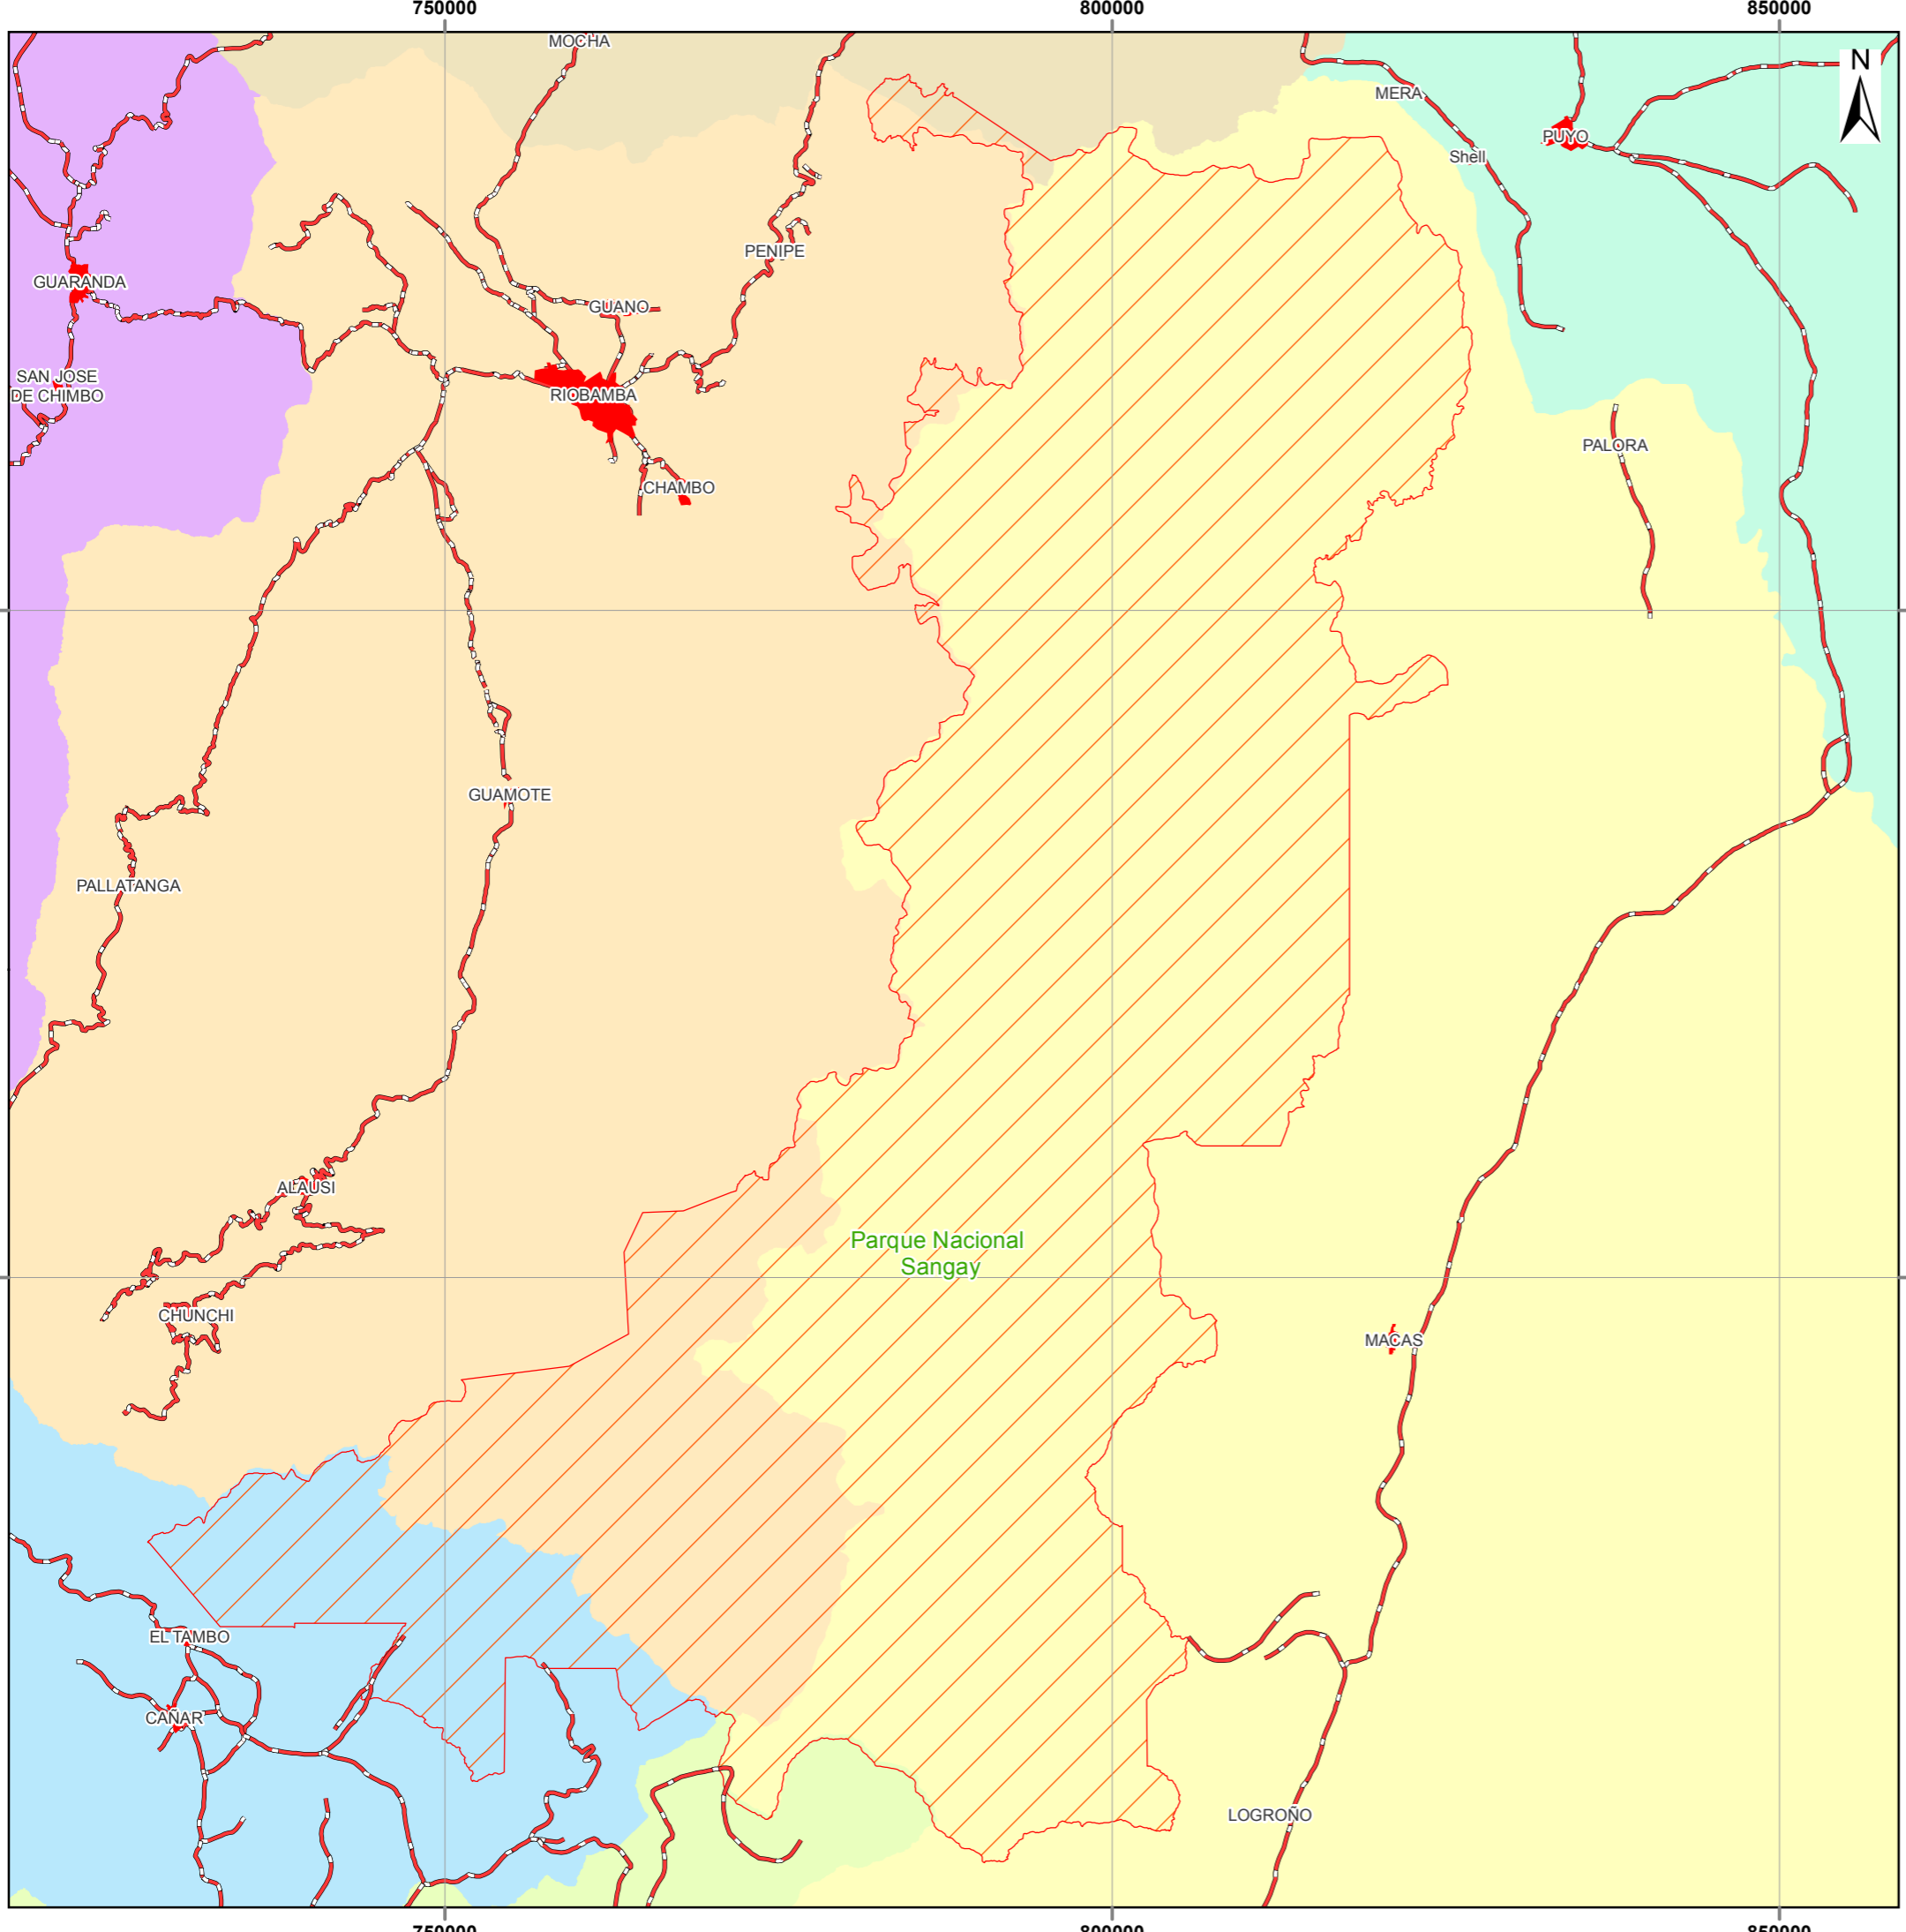 750000
800000
850000
MOCHA
N
MERA
PUYO
Shell
PENIPE
GUARANDA
GUANO
SAN JOSE
DE CHIMBO
RIOBAMBA
PALORA
CHAMBO
GUAMOTE
PALLATANGA
ALAUSI
Parque Nacional
Sangay
CHUNCHI
MACAS
EL TAMBO
CAÑAR
LOGROÑO
750000
800000
850000